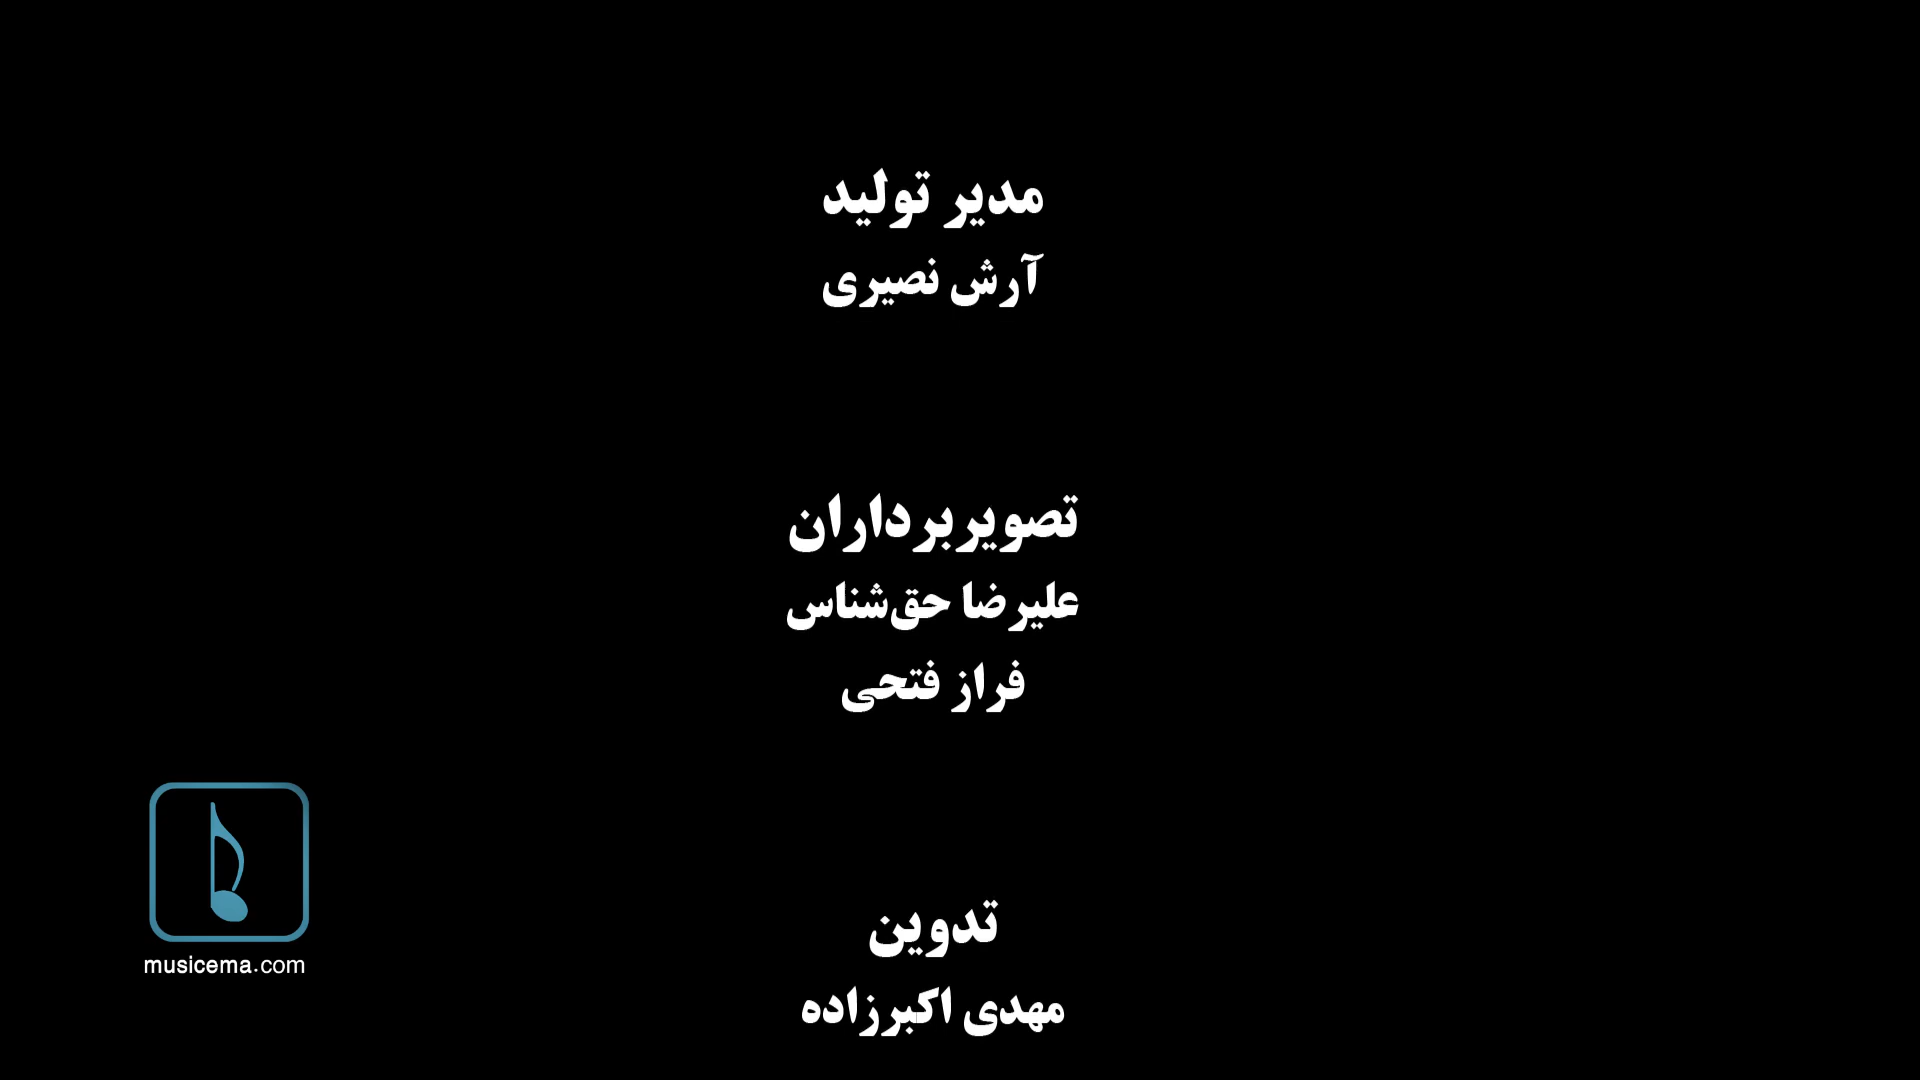 مدیر تولید
آرش نصیری
تصویربرداران
علیرضا حق‌شناس
فراز فتحی
تدوین
مهدی اکبرزاده
musicema.com